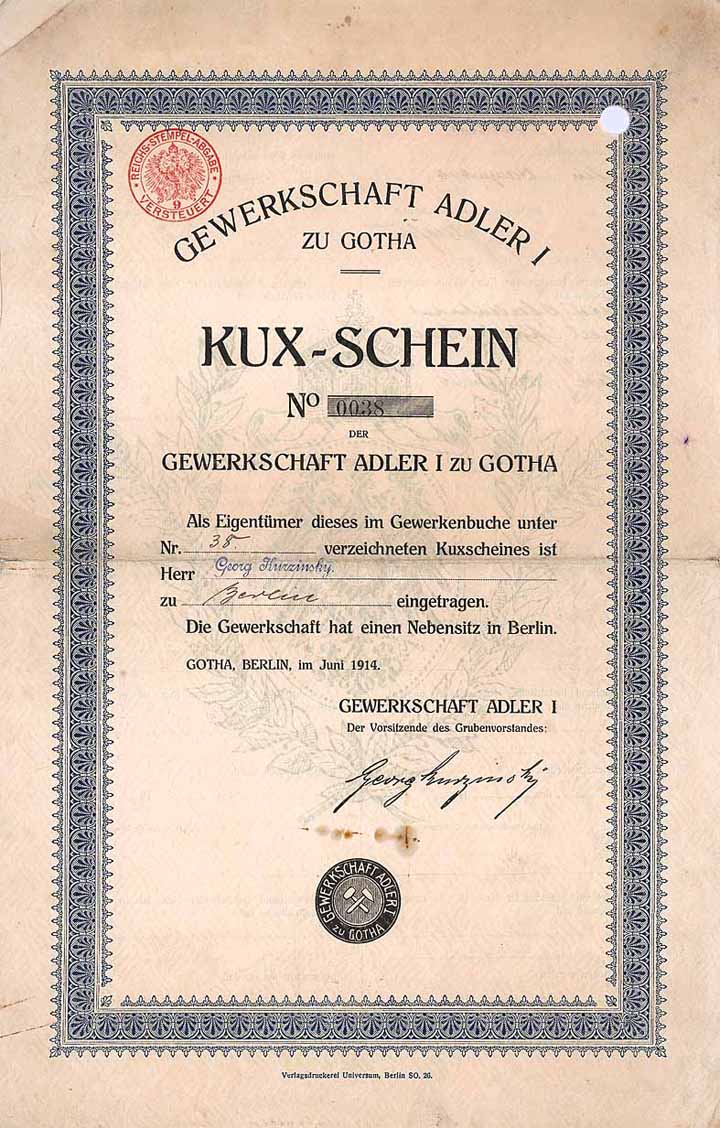 REICHS-STEMPEL-ABGABE
9
VERSTEUERT
GEWERKSCHAFT ADLER I
ZU GOTHA
KUX-SCHEIN
No 0038
DER
GEWERKSCHAFT ADLER I ZU GOTHA
Als Eigentümer dieses im Gewerkenbuche unter
Nr. 38 verzeichneten Kuxscheines ist
Herr Georg Kurzinsky.
zu Berlin eingetragen.
Die Gewerkschaft hat einen Nebensitz in Berlin.
GOTHA, BERLIN, im Juni 1914.
GEWERKSCHAFT ADLER I
Der Vorsitzende des Grubenvorstandes:
Georg Kurzinsky
GEWERKSCHAFT ADLER I
zu GOTHA
Verlagsdruckerei Universum, Berlin SO. 26.